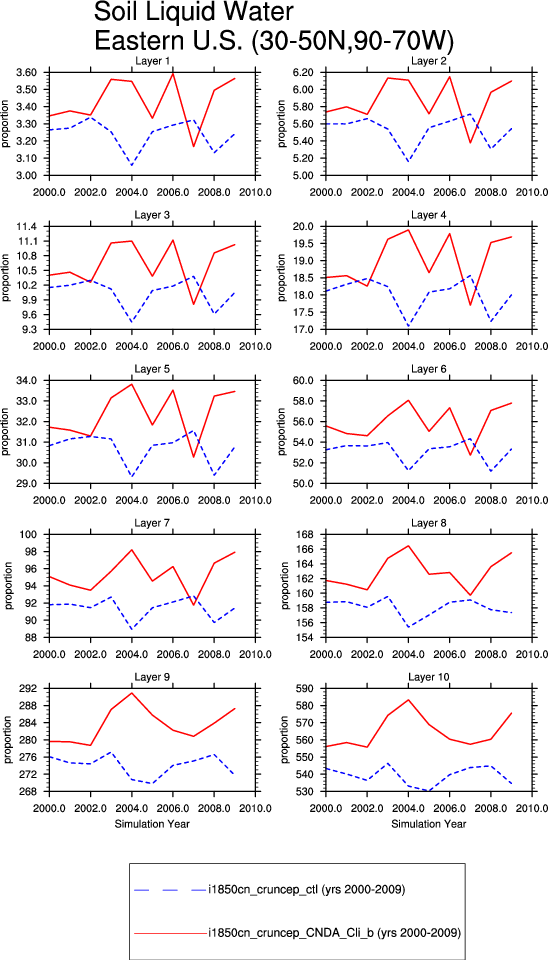 Soil Liquid Water
Eastern U.S. (30-50N,90-70W)
Layer 1
3.60
3.50
3.40
3.30
3.20
3.10
3.00
proportion
2000.0 2002.0 2004.0 2006.0 2008.0 2010.0
Layer 2
6.20
6.00
5.80
5.60
5.40
5.20
5.00
proportion
2000.0 2002.0 2004.0 2006.0 2008.0 2010.0
Layer 3
11.4
11.1
10.8
10.5
10.2
9.9
9.6
9.3
proportion
2000.0 2002.0 2004.0 2006.0 2008.0 2010.0
Layer 4
20.0
19.5
19.0
18.5
18.0
17.5
17.0
proportion
2000.0 2002.0 2004.0 2006.0 2008.0 2010.0
Layer 5
34.0
33.0
32.0
31.0
30.0
29.0
proportion
2000.0 2002.0 2004.0 2006.0 2008.0 2010.0
Layer 6
60.0
58.0
56.0
54.0
52.0
50.0
proportion
2000.0 2002.0 2004.0 2006.0 2008.0 2010.0
Layer 7
100
98
96
94
92
90
88
proportion
2000.0 2002.0 2004.0 2006.0 2008.0 2010.0
Layer 8
168
166
164
162
160
158
156
154
proportion
2000.0 2002.0 2004.0 2006.0 2008.0 2010.0
Layer 9
292
288
284
280
276
272
268
proportion
2000.0 2002.0 2004.0 2006.0 2008.0 2010.0
Simulation Year
Layer 10
590
580
570
560
550
540
530
proportion
2000.0 2002.0 2004.0 2006.0 2008.0 2010.0
Simulation Year
i1850cn_cruncep_ctl (yrs 2000-2009)
i1850cn_cruncep_CNDA_Cli_b (yrs 2000-2009)